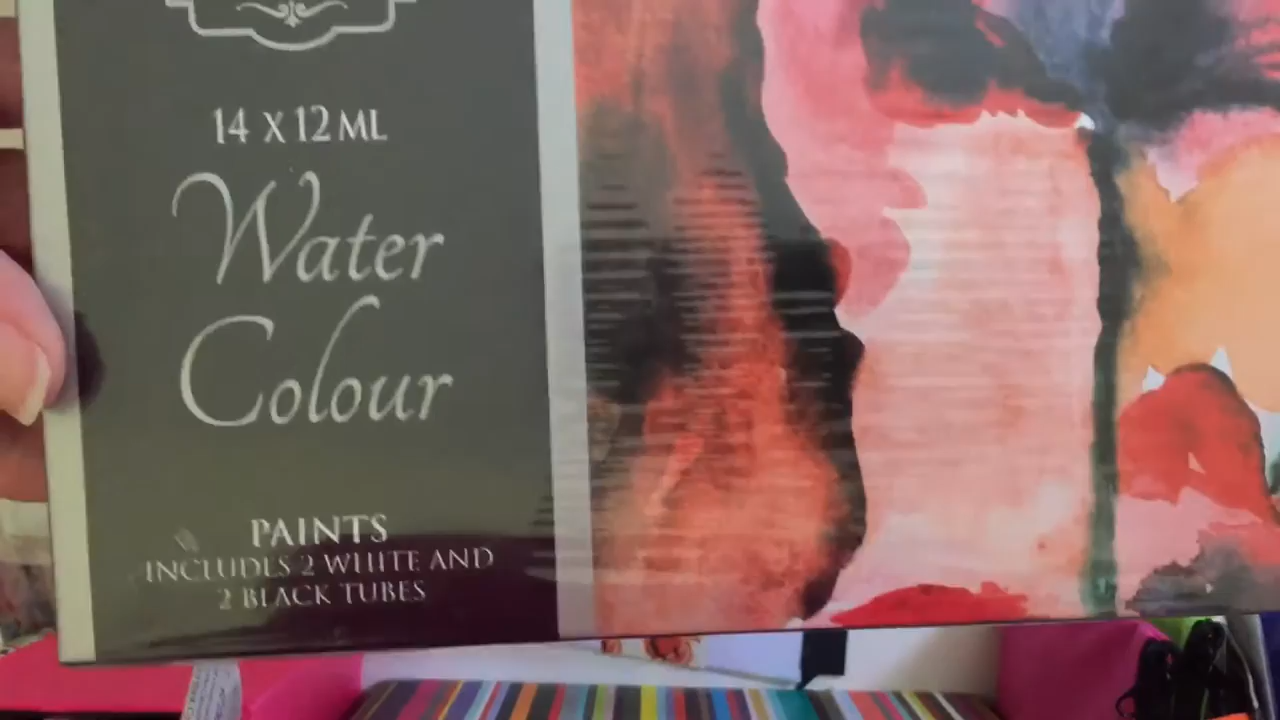 14 X 12 ML
Water
Colour
PAINTS
INCLUDES 2 WHITE AND
2 BLACK TUBES